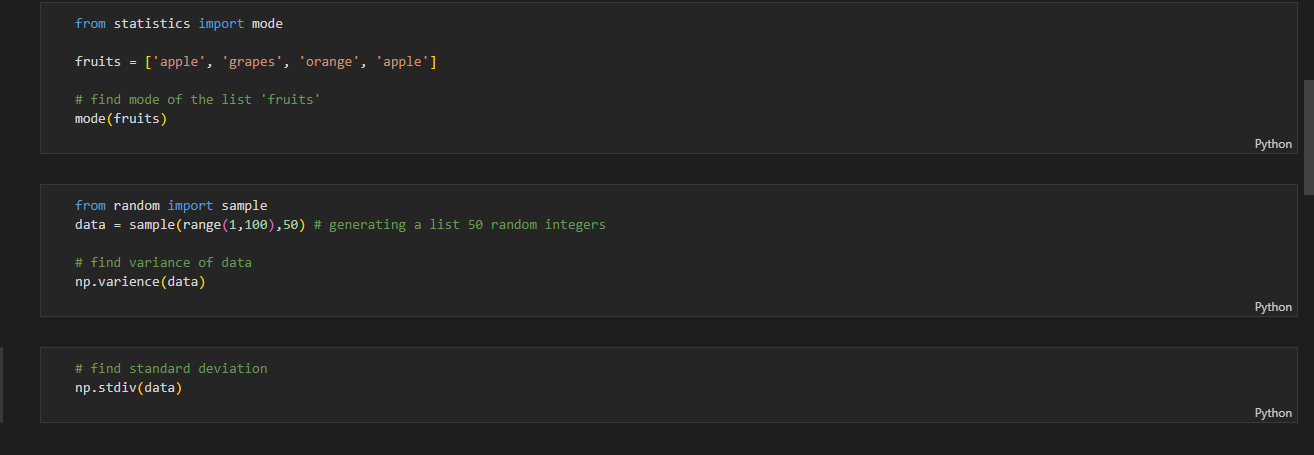 from statistics import mode
fruits = ['apple', 'grapes', 'orange', 'apple']
# find mode of the list 'fruits'
mode(fruits)
Python
from random import sample
data = sample(range(1,100),50) # generating a list 50 random integers
# find variance of data
np.varience(data)
Python
# find standard deviation
np.stdiv(data)
Python